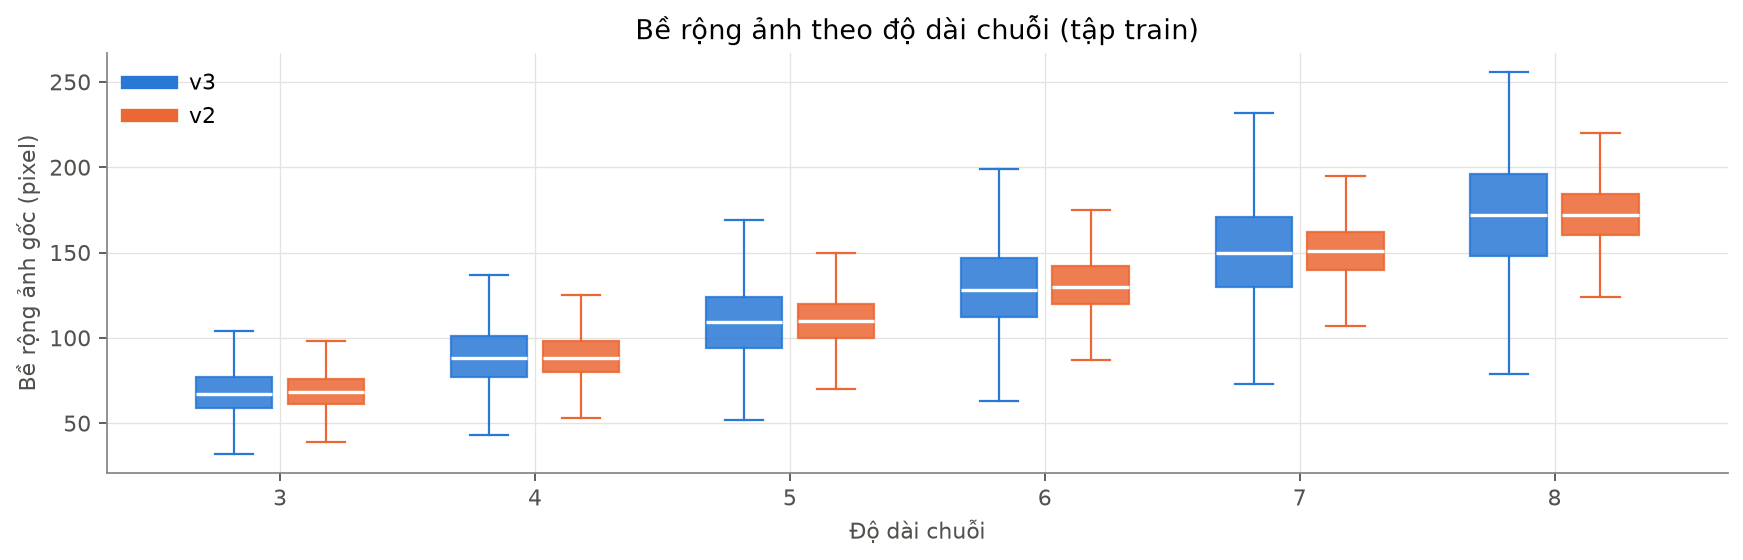 Bề rộng ảnh theo độ dài chuỗi (tập train)
v3
v2
Bề rộng ảnh gốc (pixel)
250
200
150
100
50
3 4 5 6 7 8
Độ dài chuỗi